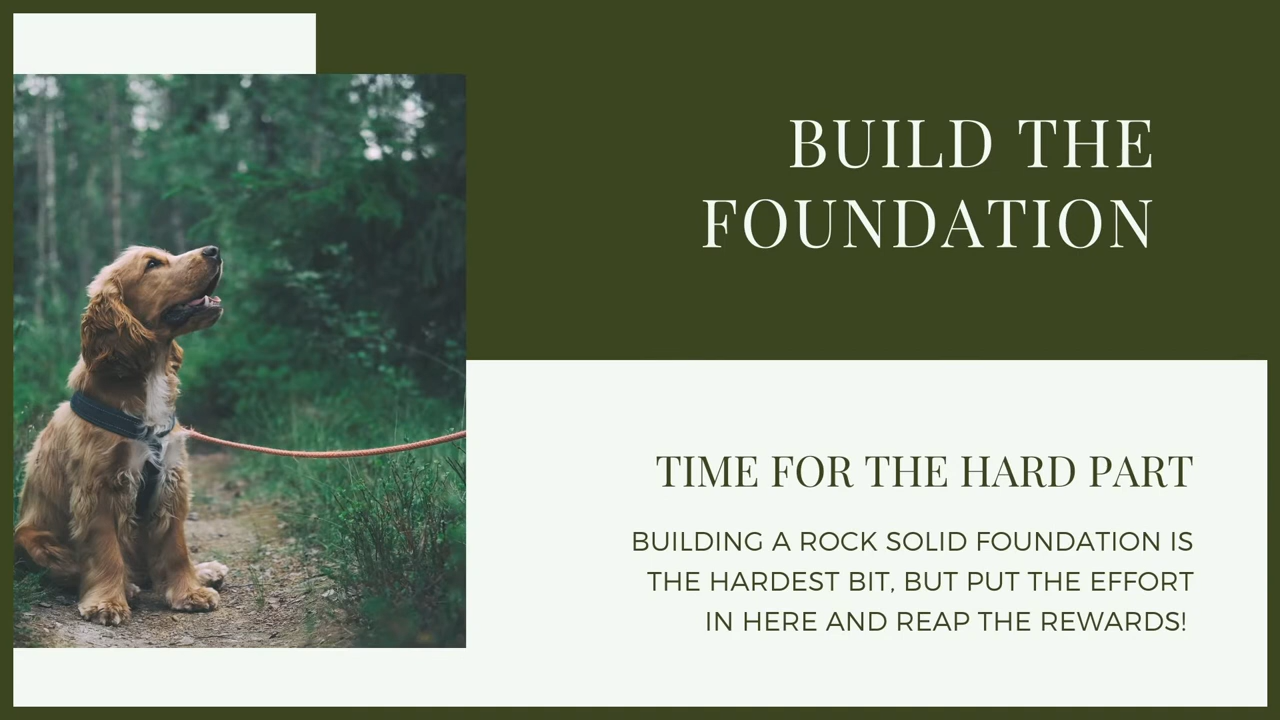 BUILD THE
FOUNDATION
TIME FOR THE HARD PART
BUILDING A ROCK SOLID FOUNDATION IS
THE HARDEST BIT, BUT PUT THE EFFORT
IN HERE AND REAP THE REWARDS!